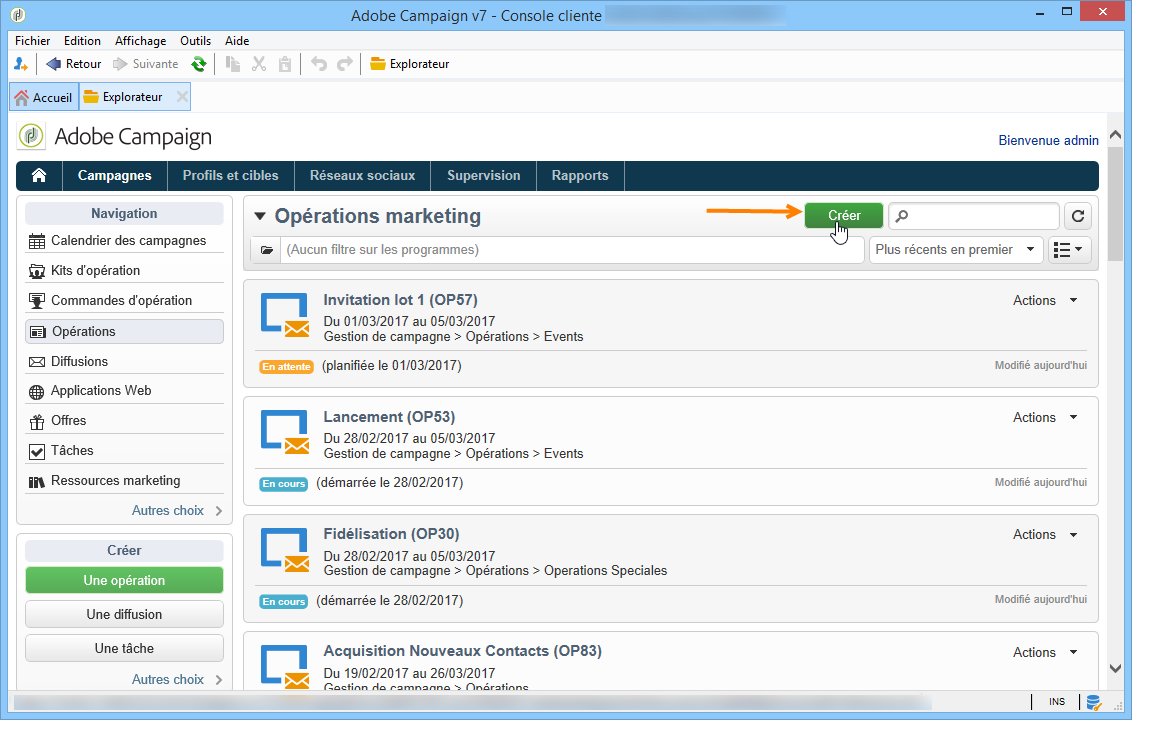 Adobe Campaign v7 - Console cliente
Fichier Edition Affichage Outils Aide
Retour Suivante Explorateur
Accueil Explorateur
Adobe Campaign
Bienvenue admin
Campagnes Profils et cibles Réseaux sociaux Supervision Rapports
Navigation
Calendrier des campagnes
Kits d'opération
Commandes d'opération
Opérations
Diffusions
Applications Web
Offres
Tâches
Ressources marketing
Autres choix
Créer
Une opération
Une diffusion
Une tâche
Autres choix
Opérations marketing
Créer
(Aucun filtre sur les programmes)
Plus récents en premier
Invitation lot 1 (OP57)
Actions
Du 01/03/2017 au 05/03/2017
Gestion de campagne > Opérations > Events
En attente (planifiée le 01/03/2017)
Modifié aujourd'hui
Lancement (OP53)
Actions
Du 28/02/2017 au 05/03/2017
Gestion de campagne > Opérations > Events
En cours (démarrée le 28/02/2017)
Modifié aujourd'hui
Fidélisation (OP30)
Actions
Du 28/02/2017 au 05/03/2017
Gestion de campagne > Opérations > Operations Speciales
En cours (démarrée le 28/02/2017)
Modifié aujourd'hui
Acquisition Nouveaux Contacts (OP83)
Actions
Du 19/02/2017 au 26/03/2017
Gestion de campagne > Opérations
INS